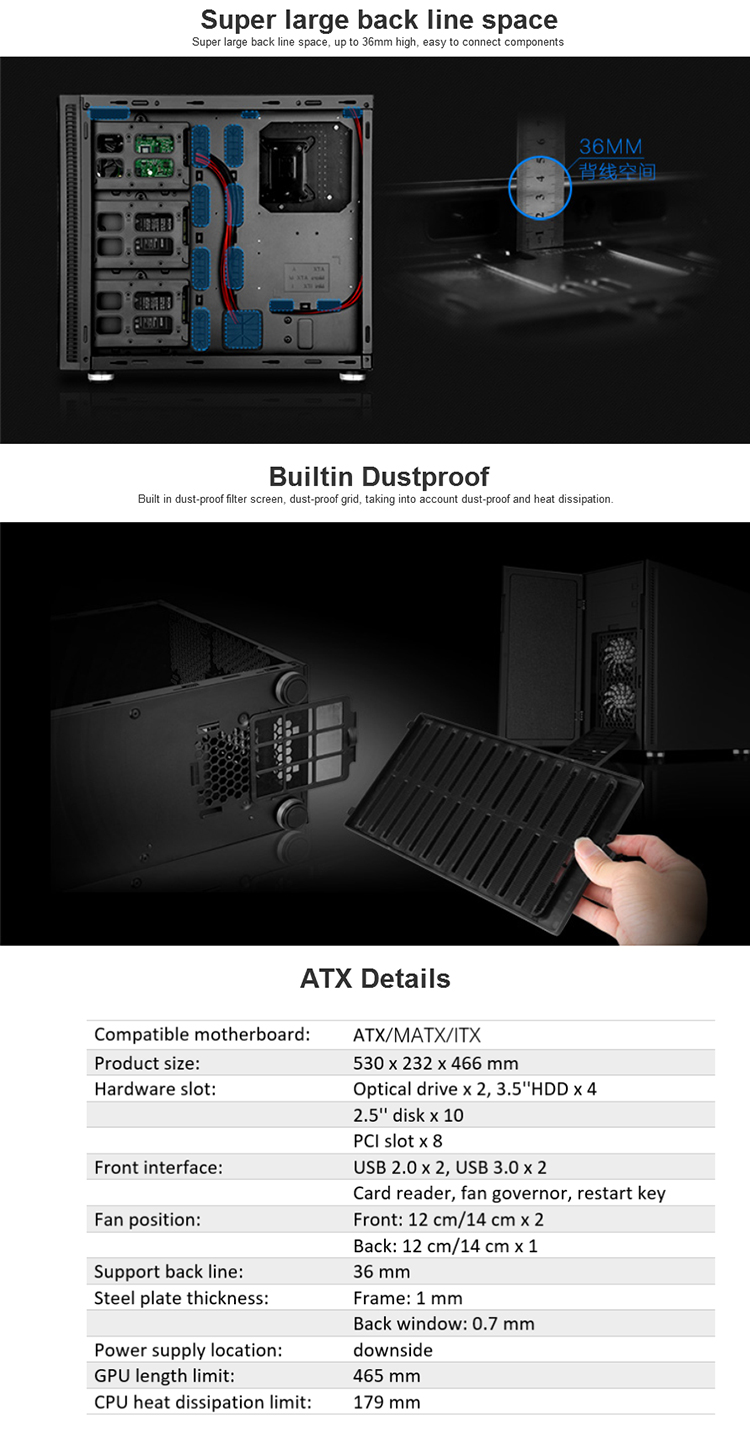 Super large back line space
Super large back line space, up to 36mm high, easy to connect components
36MM
背线空间
Builtin Dustproof
Built in dust-proof filter screen, dust-proof grid, taking into account dust-proof and heat dissipation.
ATX Details
Compatible motherboard: ATX/MATX/ITX
Product size: 530 x 232 x 466 mm
Hardware slot: Optical drive x 2, 3.5''HDD x 4
2.5'' disk x 10
PCI slot x 8
Front interface: USB 2.0 x 2, USB 3.0 x 2
Card reader, fan governor, restart key
Fan position: Front: 12 cm/14 cm x 2
Back: 12 cm/14 cm x 1
Support back line: 36 mm
Steel plate thickness: Frame: 1 mm
Back window: 0.7 mm
Power supply location: downside
GPU length limit: 465 mm
CPU heat dissipation limit: 179 mm